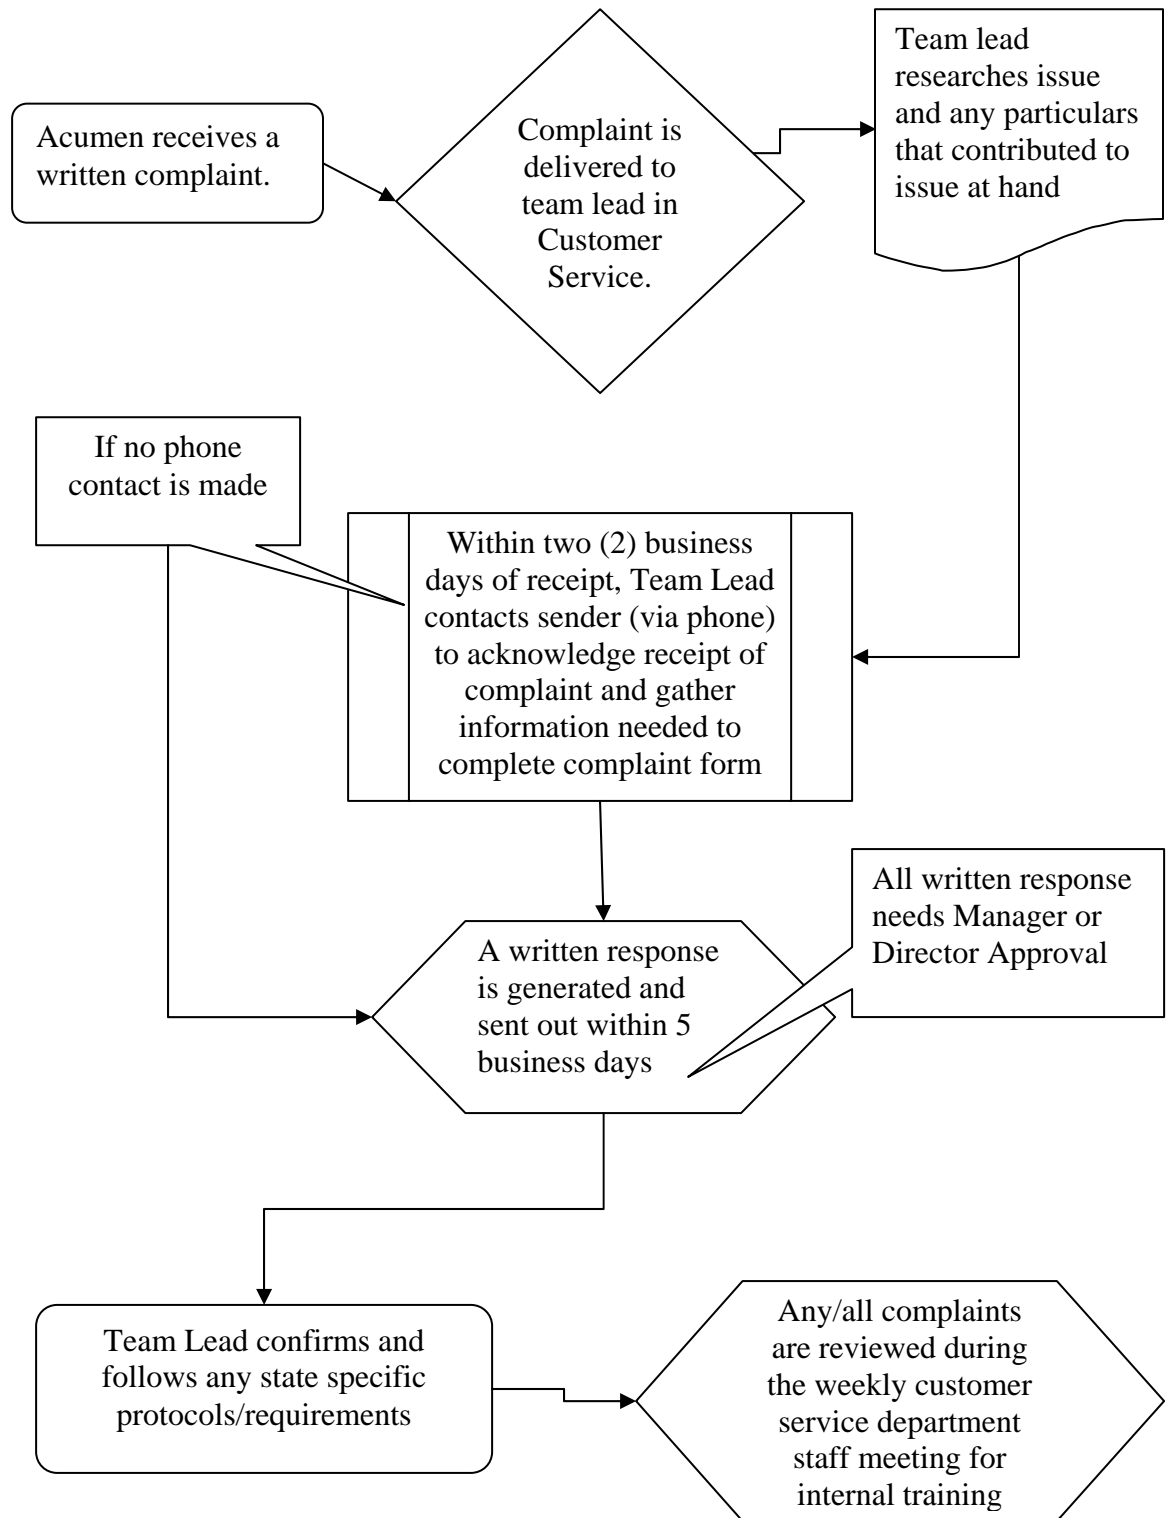 Acumen receives a
written complaint.
Complaint is
delivered to
team lead in
Customer
Service.
Team lead
researches issue
and any particulars
that contributed to
issue at hand
If no phone
contact is made
Within two (2) business
days of receipt, Team Lead
contacts sender (via phone)
to acknowledge receipt of
complaint and gather
information needed to
complete complaint form
All written response
needs Manager or
Director Approval
A written response
is generated and
sent out within 5
business days
Team Lead confirms and
follows any state specific
protocols/requirements
Any/all complaints
are reviewed during
the weekly customer
service department
staff meeting for
internal training